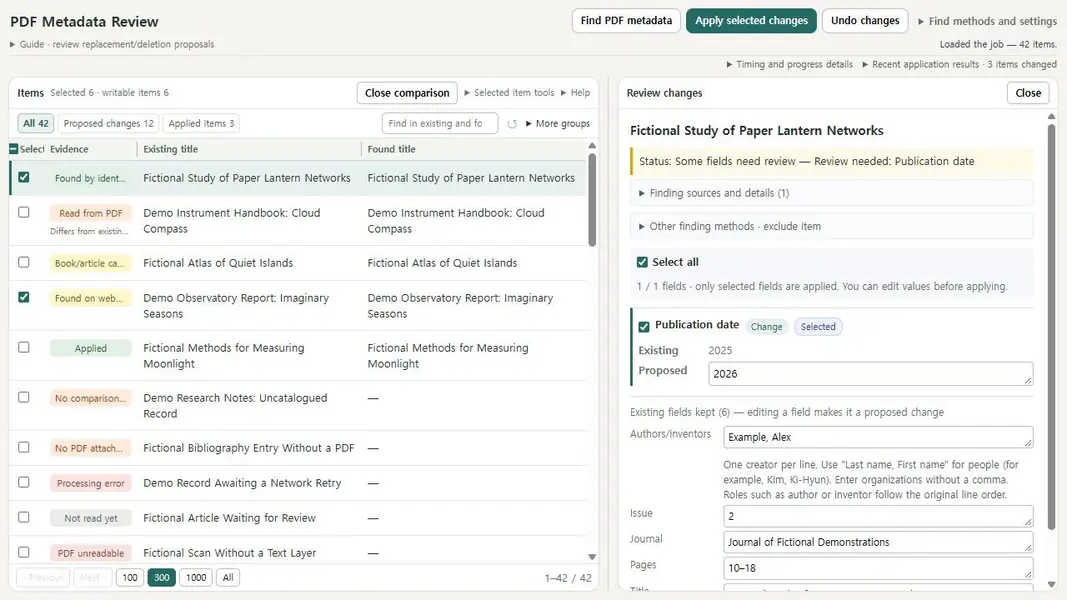 PDF Metadata Review
Find PDF metadata
Apply selected changes
Undo changes
▶ Find methods and settings
▶ Guide · review replacement/deletion proposals
Loaded the job — 42 items.
▶ Timing and progress details
▶ Recent application results · 3 items changed
Items
Selected 6 · writable items 6
Close comparison
▶ Selected item tools
▶ Help
All 42
Proposed changes 12
Applied items 3
Find in existing and fo
▶ More groups
Select
Evidence
Existing title
Found title
Found by ident...
Fictional Study of Paper Lantern Networks
Fictional Study of Paper Lantern Networks
Read from PDF
Differs from existin...
Demo Instrument Handbook: Cloud
Compass
Demo Instrument Handbook: Cloud
Compass
Book/article ca...
Fictional Atlas of Quiet Islands
Fictional Atlas of Quiet Islands
Found on web...
Demo Observatory Report: Imaginary
Seasons
Demo Observatory Report: Imaginary
Seasons
Applied
Fictional Methods for Measuring
Moonlight
Fictional Methods for Measuring
Moonlight
No comparison...
Demo Research Notes: Uncatalogued
Record
—
No PDF attach...
Fictional Bibliography Entry Without a PDF
—
Processing error
Demo Record Awaiting a Network Retry
—
Not read yet
Fictional Article Waiting for Review
—
PDF unreadable
Fictional Scan Without a Text Layer
—
Previous
Next
100
300
1000
All
1–42 / 42
Review changes
Close
Fictional Study of Paper Lantern Networks
Status: Some fields need review — Review needed: Publication date
▶ Finding sources and details (1)
▶ Other finding methods · exclude item
Select all
1 / 1 fields · only selected fields are applied. You can edit values before applying.
Publication date
Change
Selected
Existing
2025
Proposed
2026
Existing fields kept (6) — editing a field makes it a proposed change
Authors/inventors
Example, Alex
One creator per line. Use "Last name, First name" for people (for
example, Kim, Ki-Hyun). Enter organizations without a comma.
Roles such as author or inventor follow the original line order.
Issue
2
Journal
Journal of Fictional Demonstrations
Pages
10–18
Title